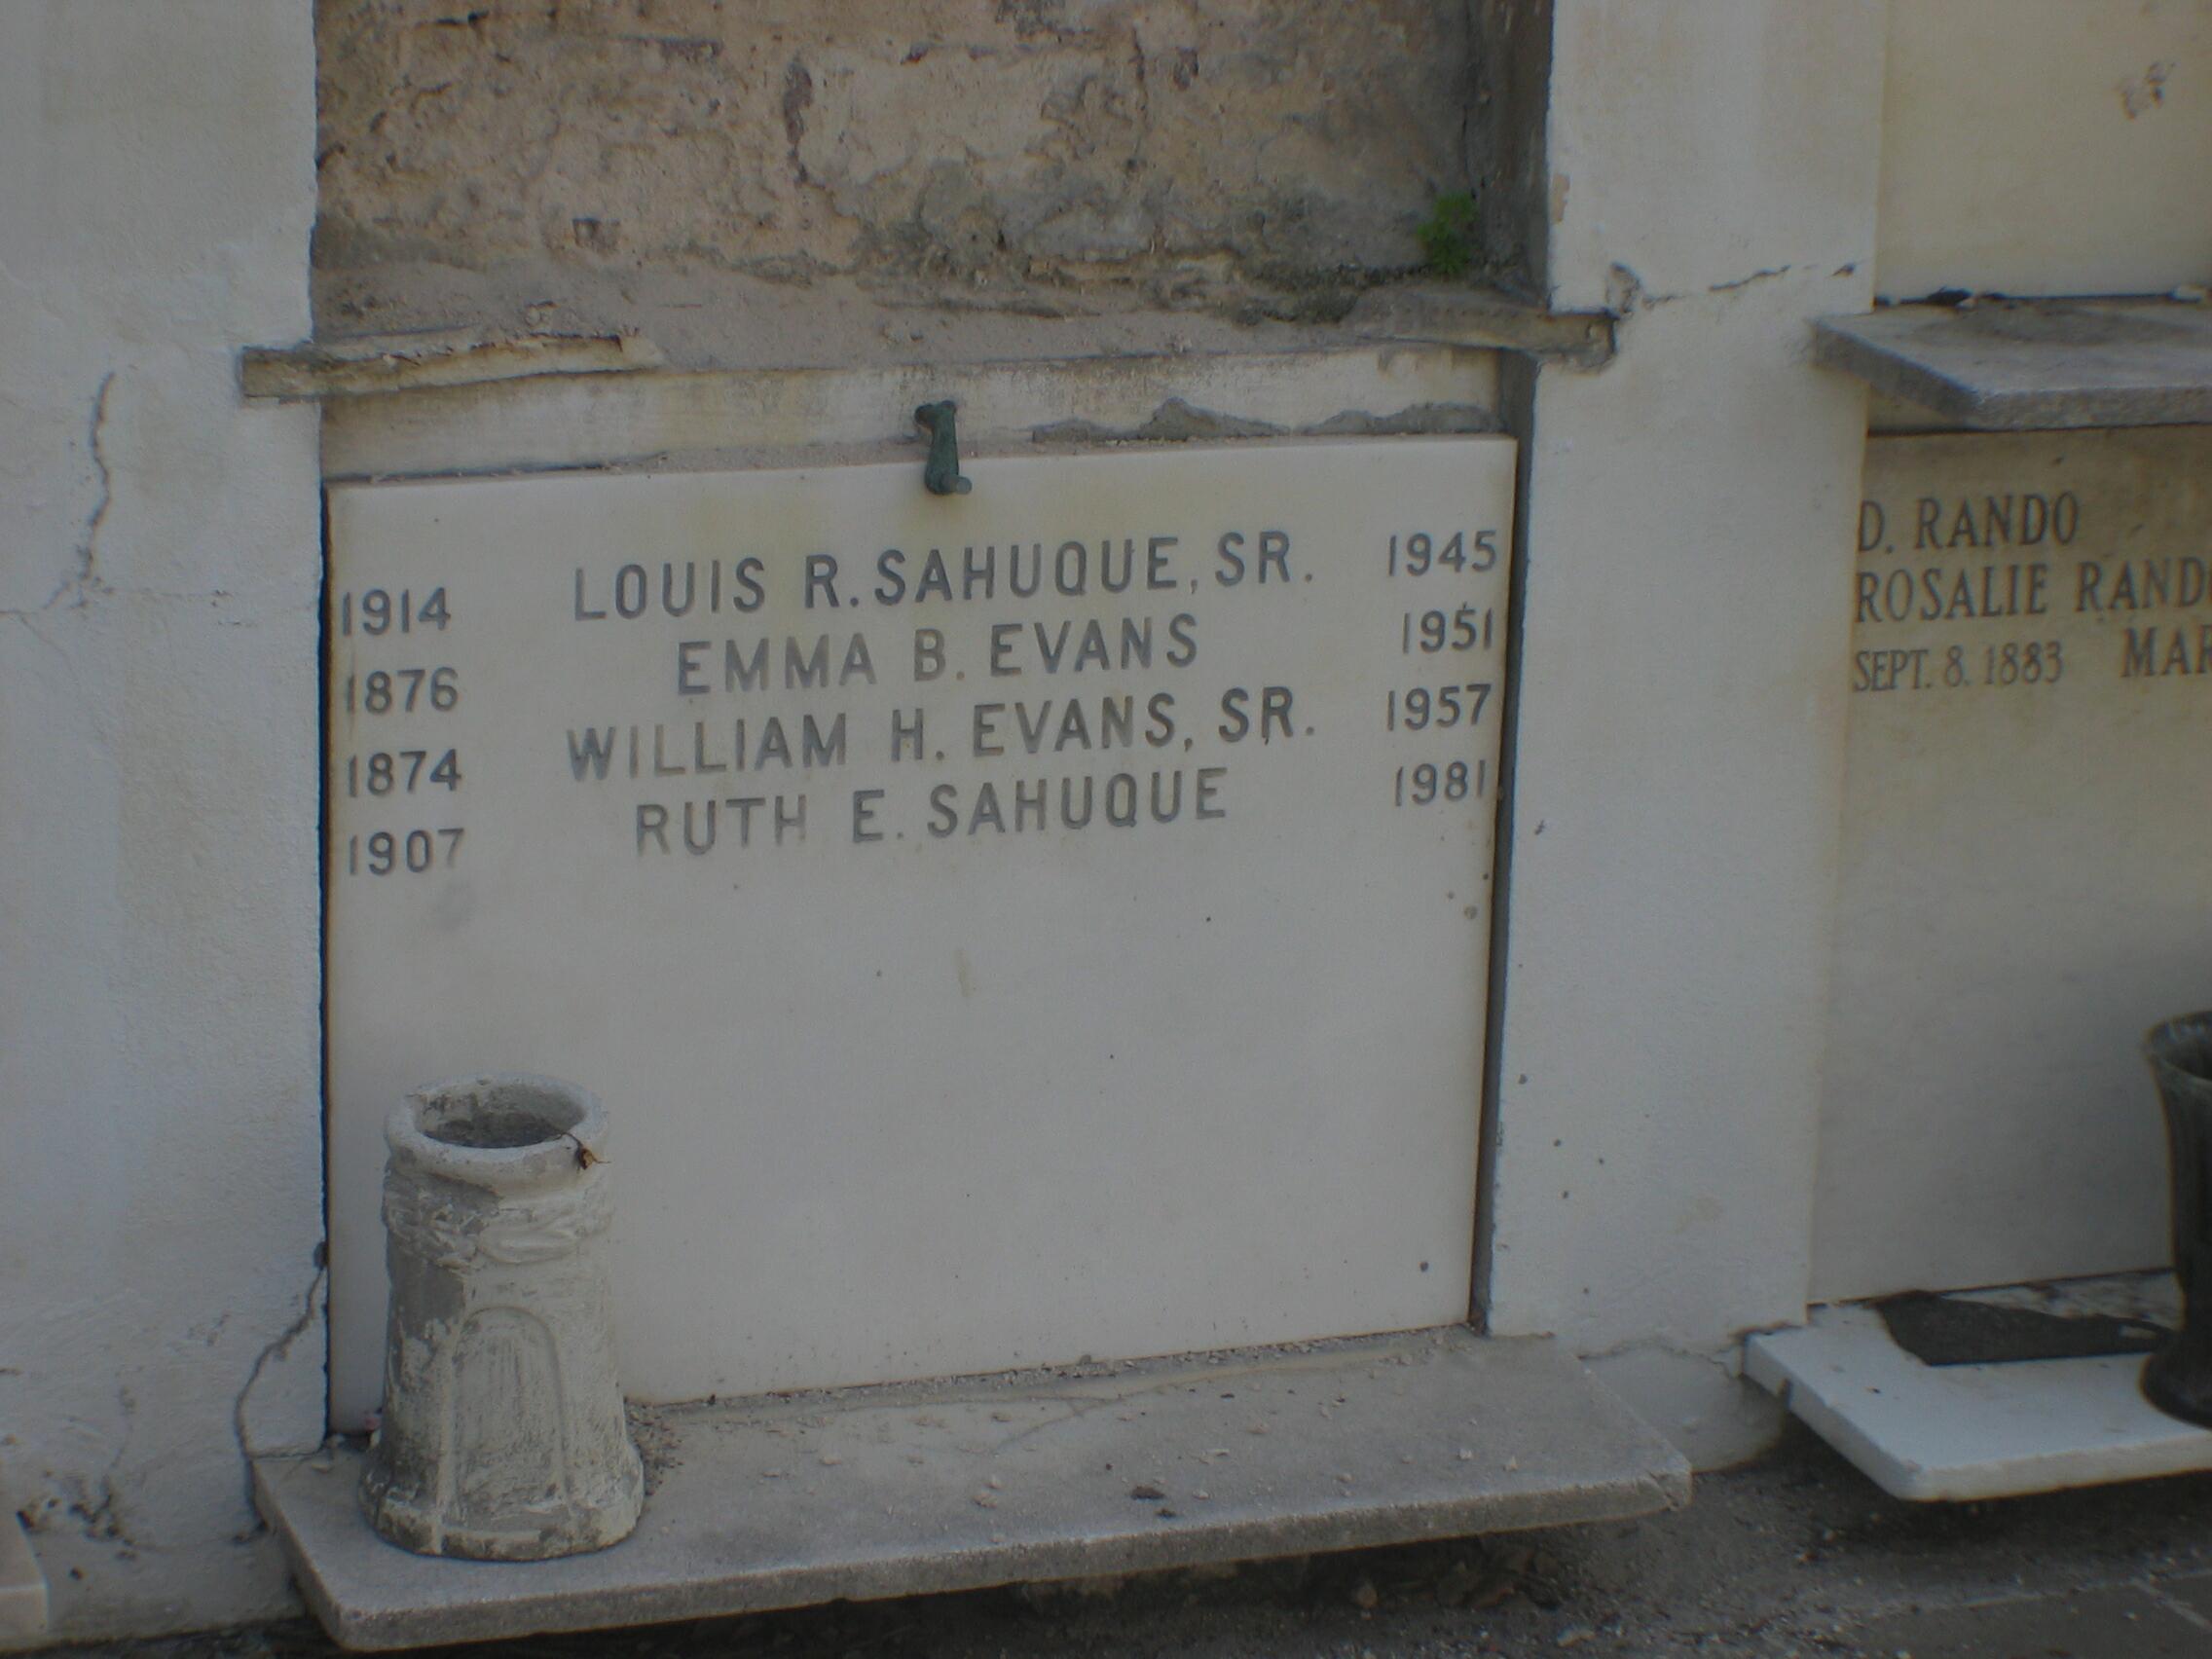 1914 LOUIS R. SAHUQUE, SR. 1945
1876 EMMA B. EVANS 1951
1874 WILLIAM H. EVANS, SR. 1957
1907 RUTH E. SAHUQUE 1981
D. RANDO
ROSALIE RANDO
SEPT. 8. 1883